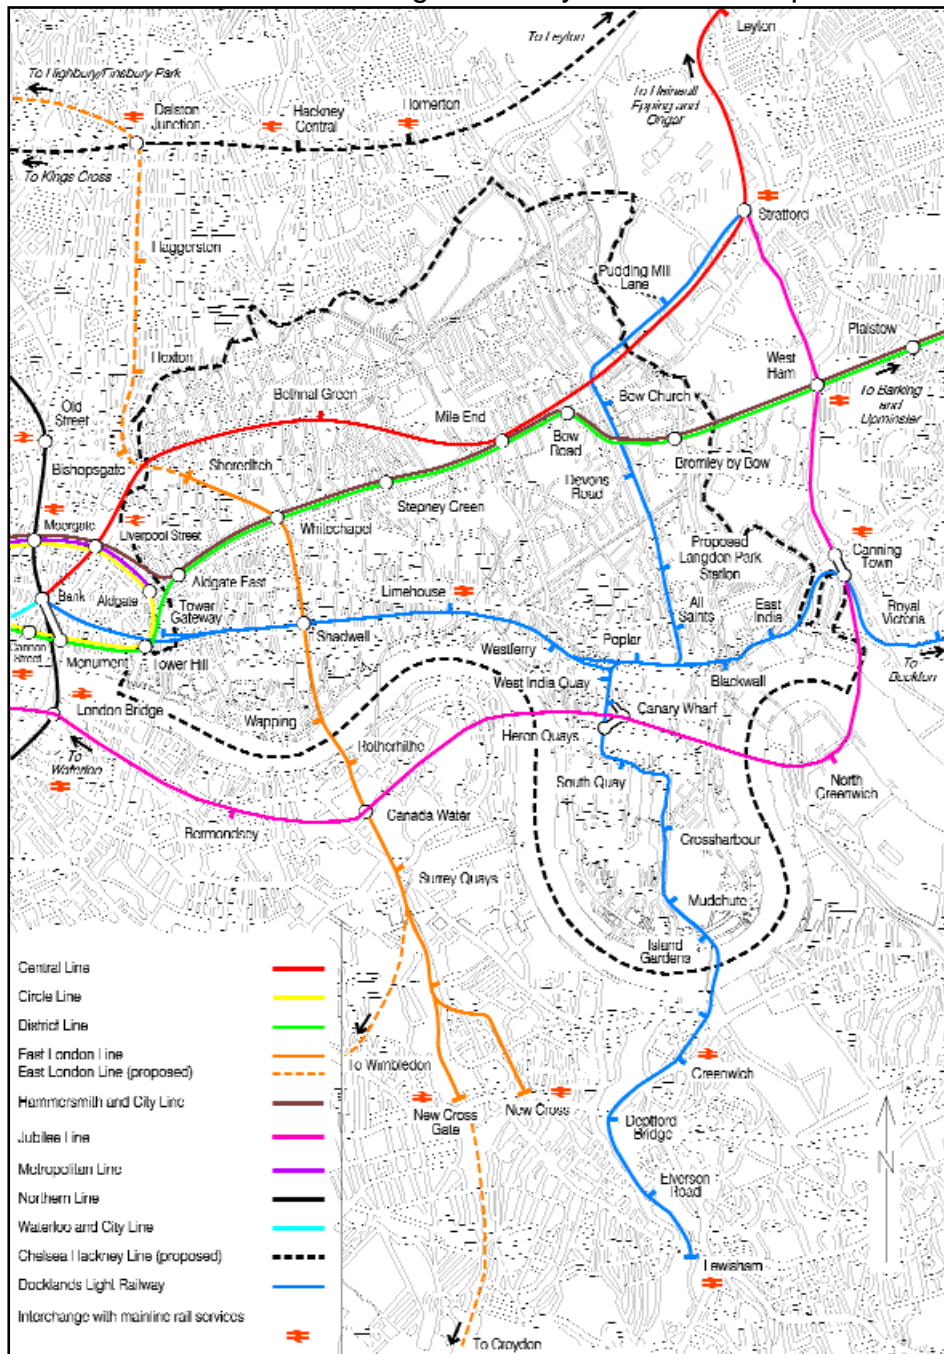 To Leyton
Leyton
To Highbury/Finsbury Park
To Hainault
Epping and
Ongar
Dalston
Junction
Hackney
Central
Homerton
To Kings Cross
Stratford
Haggerston
Pudding Mill
Lane
Plaistow
Hoxton
West
Ham
To Barking
and
Upminster
Bethnal Green
Bow Church
Old
Street
Mile End
Bow
Road
Bromley by Bow
Bishopsgate
Shoreditch
Devons
Road
Stepney Green
Moorgate
Liverpool Street
Whitechapel
Proposed
Langdon Park
Station
Canning
Town
Aldgate East
Bank
Aldgate
Tower
Gateway
Limehouse
All
Saints
East
India
Royal
Victoria
Cannon
Street
Monument
Tower Hill
Shadwell
Westferry
Poplar
To
Beckton
West India Quay
Blackwall
London Bridge
Wapping
Canary Wharf
Heron Quays
To
Waterloo
Rotherhithe
South Quay
North
Greenwich
Bermondsey
Canada Water
Crossharbour
Surrey Quays
Mudchute
Island
Gardens
Central Line
Circle Line
District Line
East London Line
East London Line (proposed)
Hammersmith and City Line
Jubilee Line
Metropolitan Line
Northern Line
Waterloo and City Line
Chelsea Hackney Line (proposed)
Docklands Light Railway
Interchange with mainline rail services
To Wimbledon
Greenwich
New Cross
Gate
New Cross
Deptford
Bridge
N
Elverson
Road
Lewisham
To Croydon